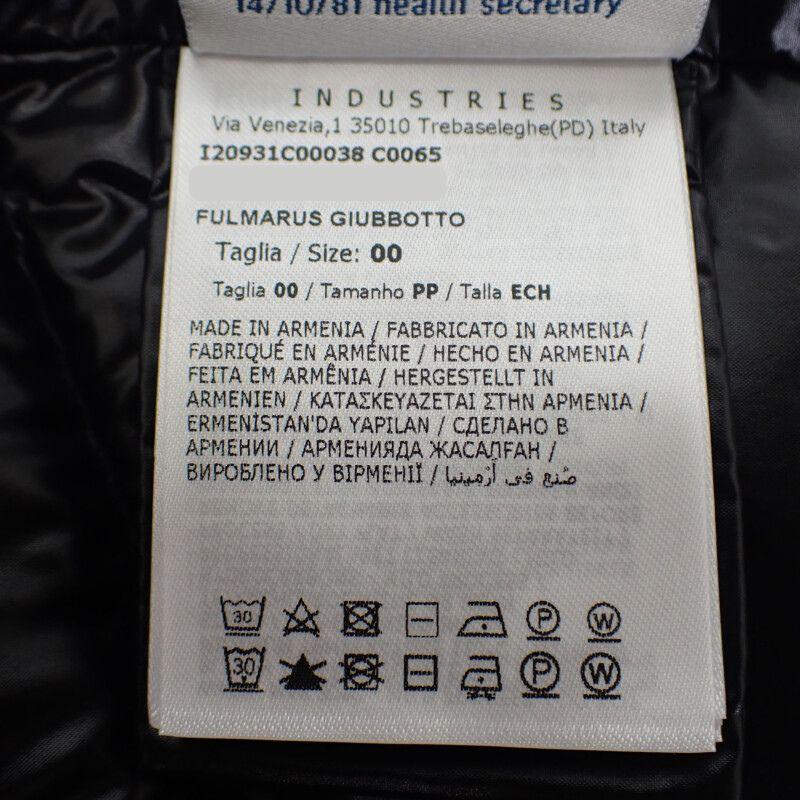 14/10/81 health secretary
INDUSTRIES
Via Venezia,1 35010 Trebaseleghe(PD) Italy
I20931C00038 C0065
FULMARUS GIUBBOTTO
Taglia / Size: 00
Taglia 00 / Tamanho PP / Talla ECH
MADE IN ARMENIA / FABBRICATO IN ARMENIA /
FABRIQUÉ EN ARMÉNIE / HECHO EN ARMENIA /
FEITA EM ARMÊNIA / HERGESTELLT IN
ARMENIEN / ΚΑΤΑΣΚΕΥΑΖΕΤΑΙ ΣΤΗΝ ΑΡΜΕΝΙΑ /
ERMENİSTAN'DA YAPILAN / СДЕЛАНО В
АРМЕНИИ / АРМЕНИЯДА ЖАСАЛҒАН /
ВИРОБЛЕНО У ВІРМЕНІЇ / صُنع في أرمينيا
30 P W
30 P W